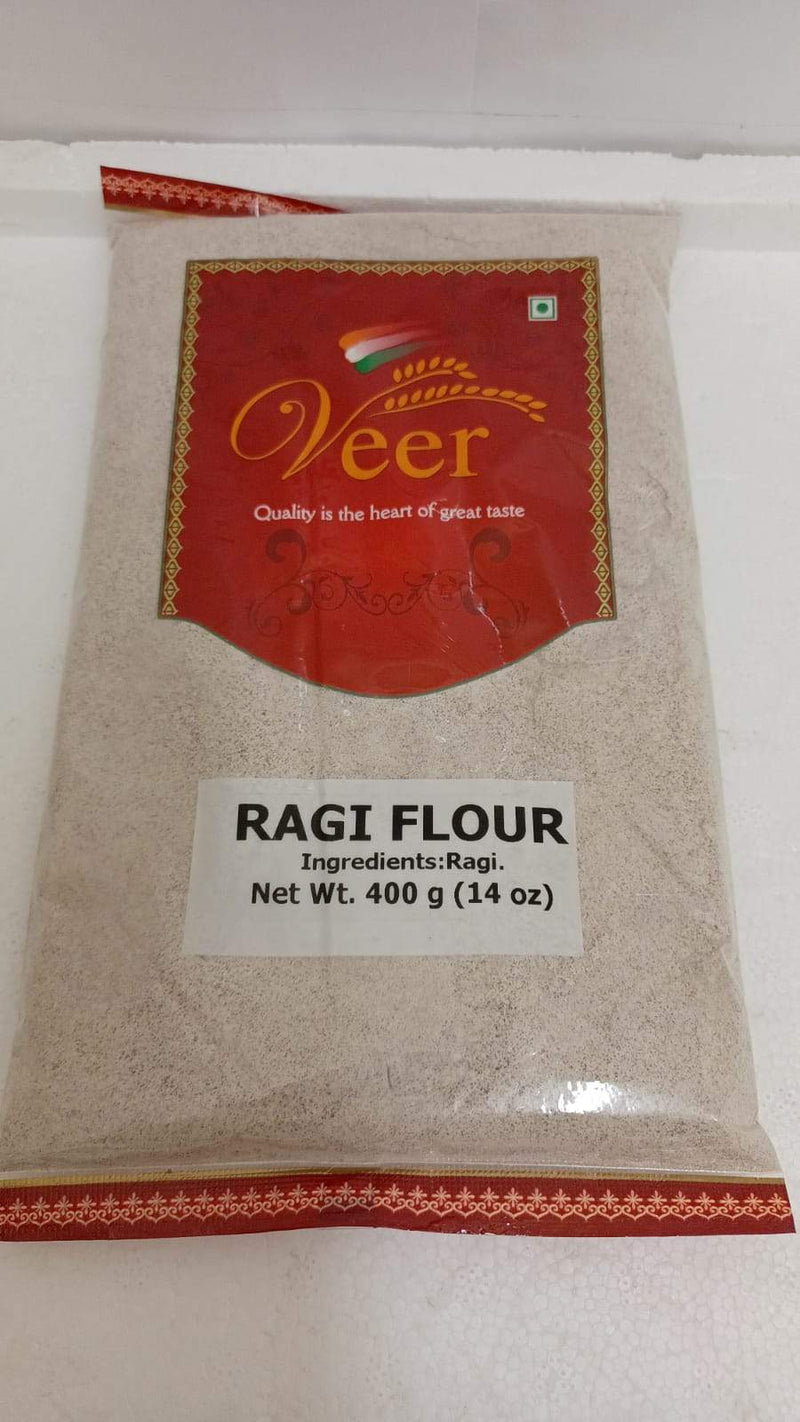 Veer
Quality is the heart of great taste
RAGI FLOUR
Ingredients:Ragi.
Net Wt. 400 g (14 oz)